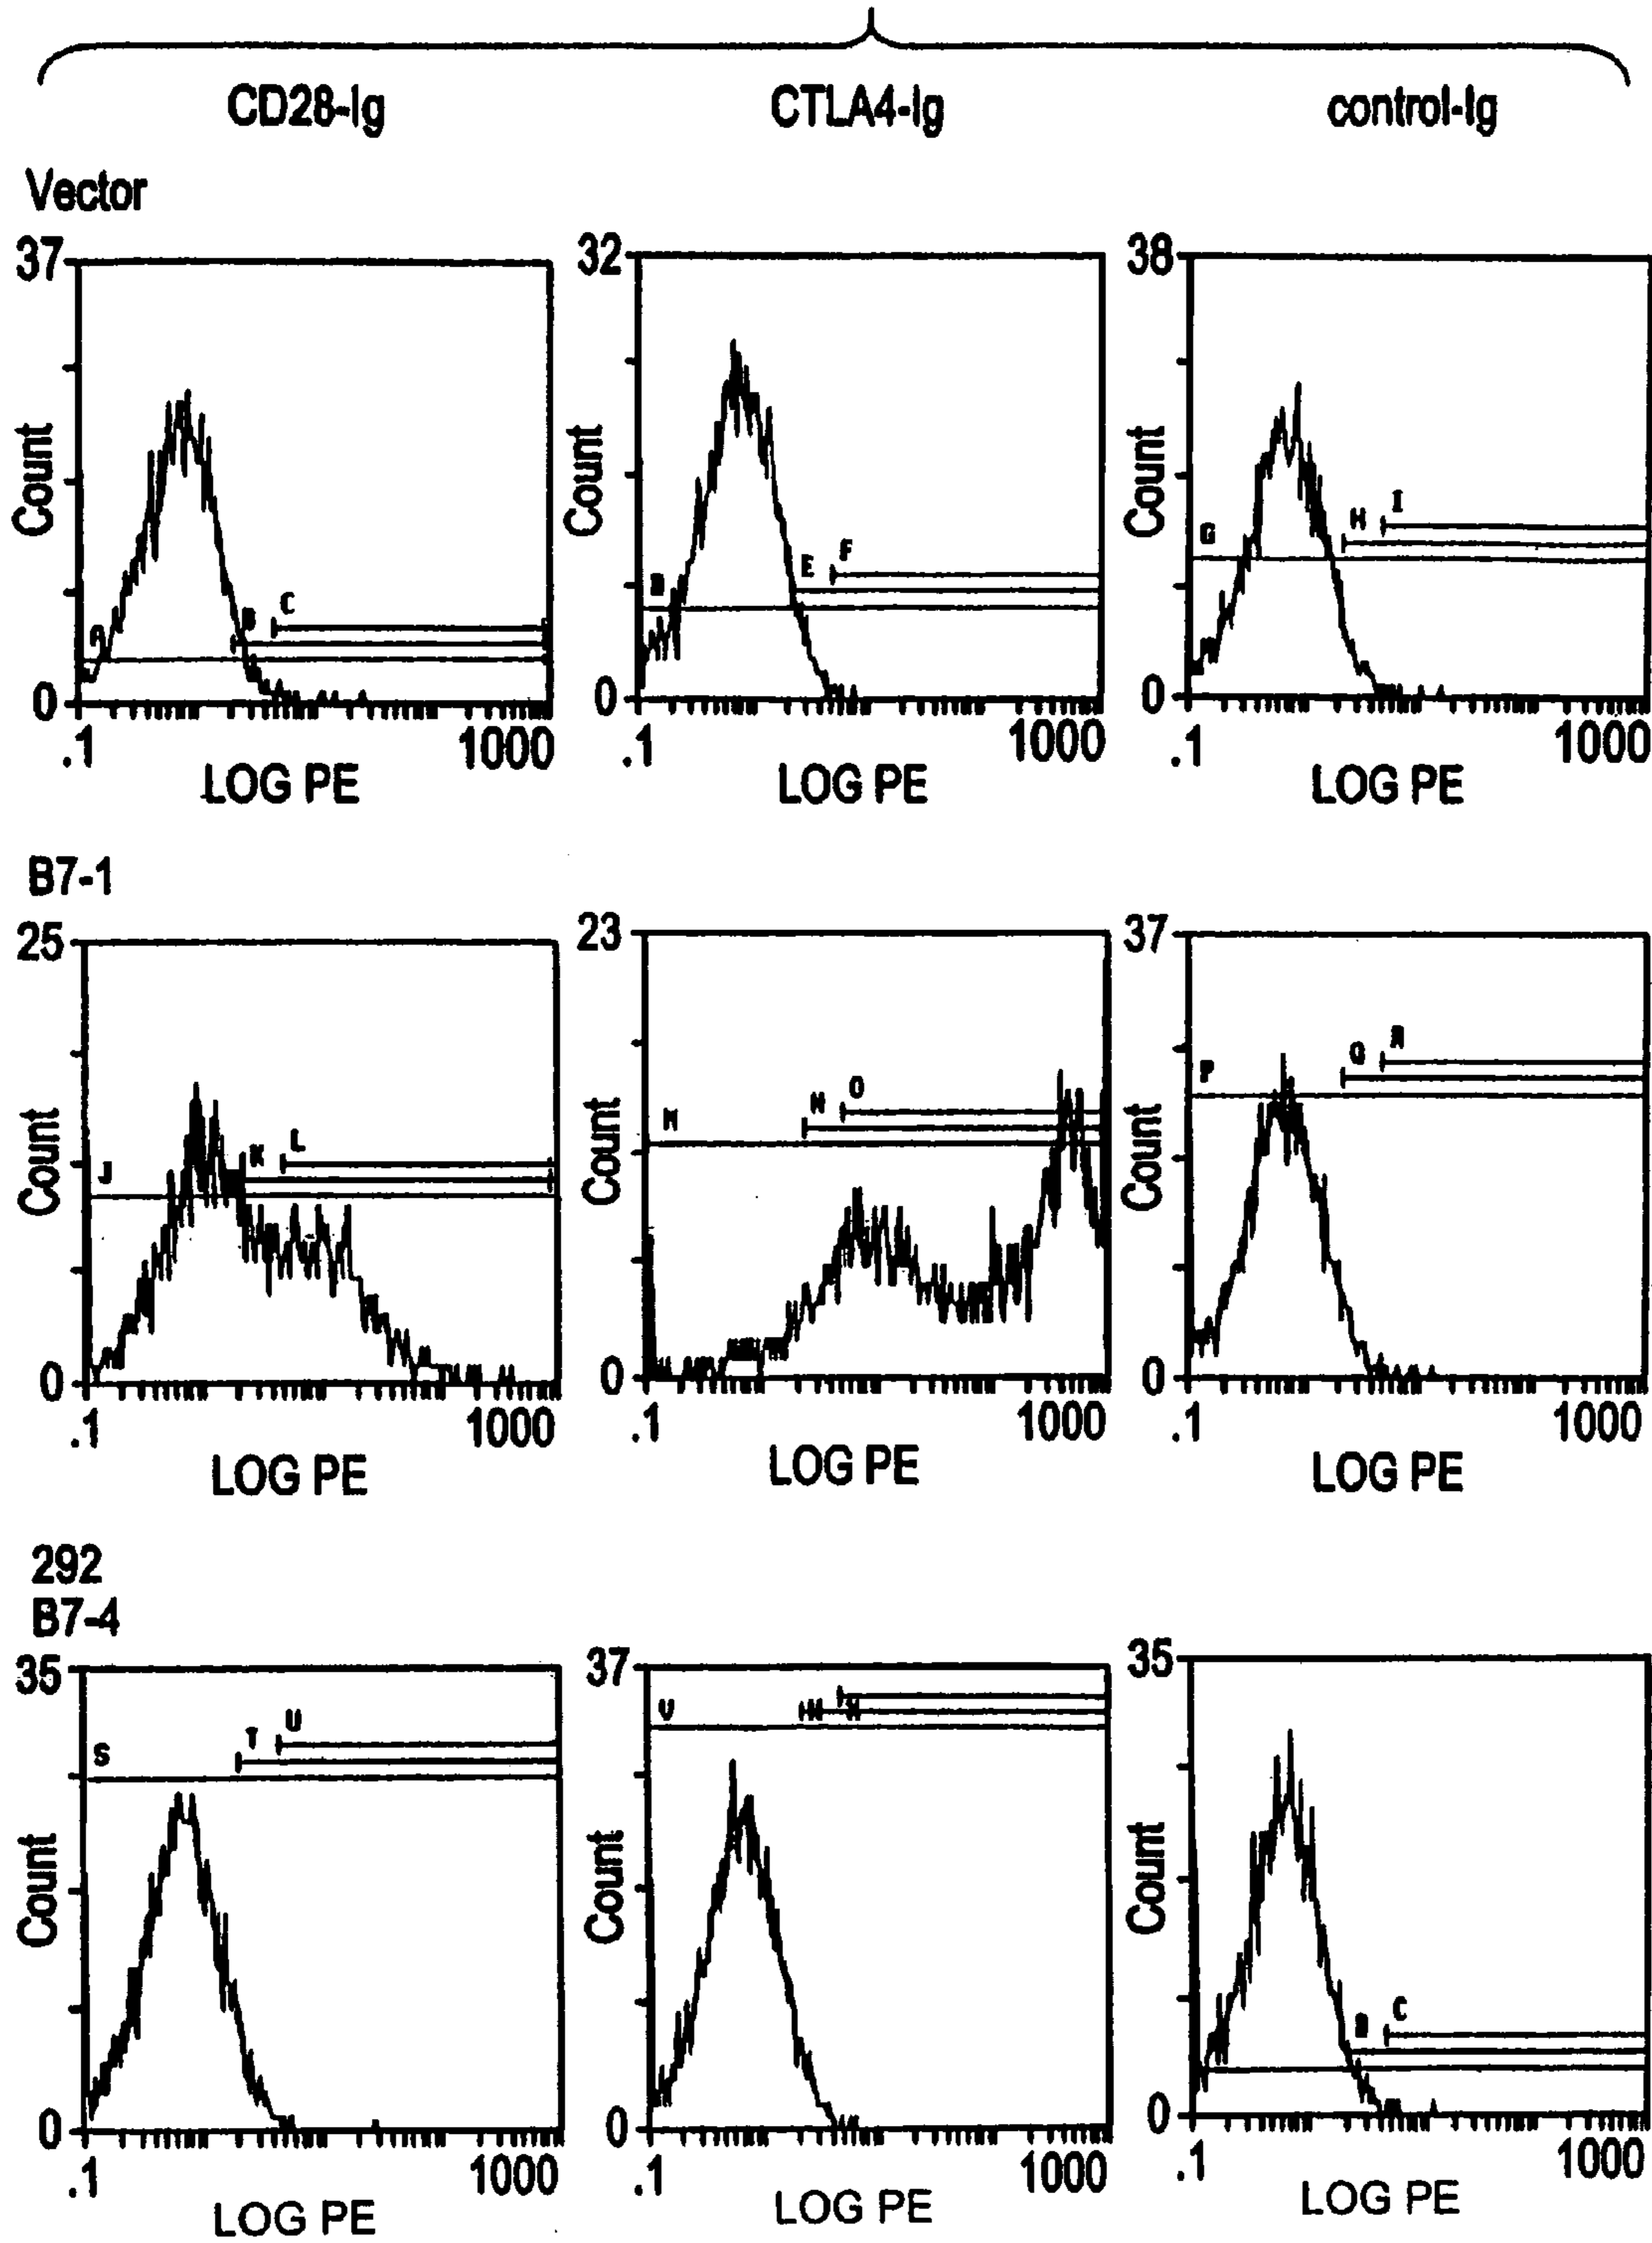 CD28-Ig CTLA4-Ig control-Ig
Vector
37 32 38
Count Count Count
A B C E F G H I
0 0 0
.1 1000 .1 1000 .1 1000
LOG PE LOG PE LOG PE
B7-1
25 23 37
Count Count Count
J K L O P Q
0 0 0
.1 1000 .1 1000 .1 1000
LOG PE LOG PE LOG PE
292
B7-4
35 37 35
Count Count Count
S T U V C
0 0 0
.1 1000 .1 1000 .1 1000
LOG PE LOG PE LOG PE